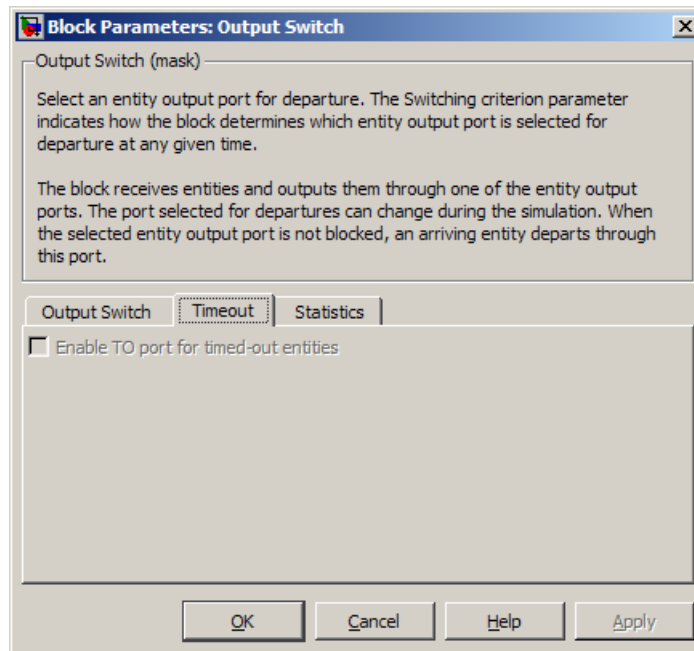 Block Parameters: Output Switch
Output Switch (mask)
Select an entity output port for departure. The Switching criterion parameter
indicates how the block determines which entity output port is selected for
departure at any given time.
The block receives entities and outputs them through one of the entity output
ports. The port selected for departures can change during the simulation. When
the selected entity output port is not blocked, an arriving entity departs through
this port.
Output Switch Timeout Statistics
Enable TO port for timed-out entities
OK Cancel Help Apply